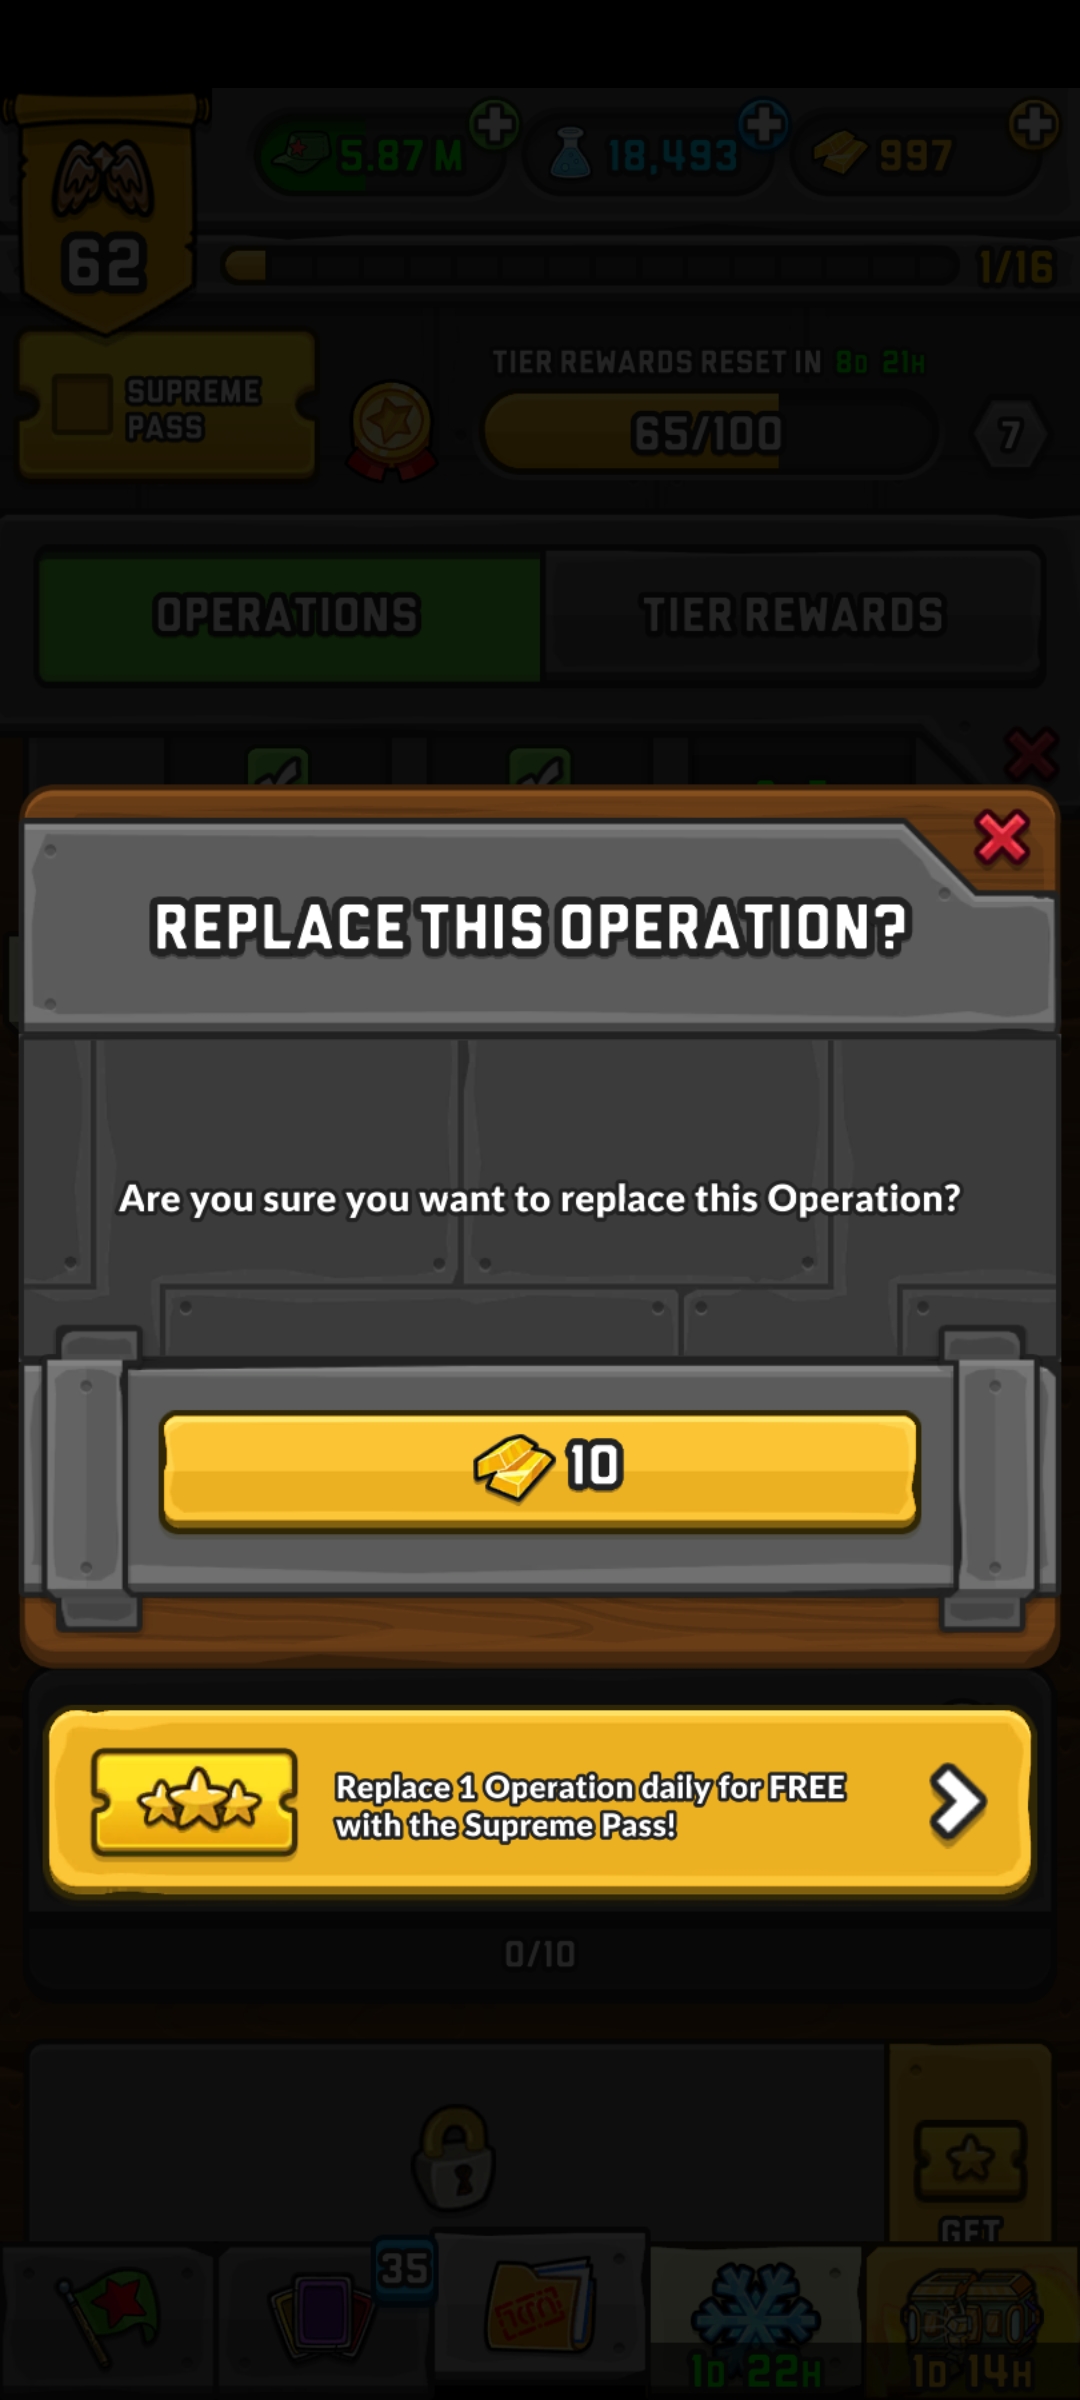 5.87 M
18,493
997
62
1/16
SUPREME
PASS
TIER REWARDS RESET IN 8D 21H
65/100
7
OPERATIONS
TIER REWARDS
REPLACE THIS OPERATION?
Are you sure you want to replace this Operation?
10
Replace 1 Operation daily for FREE
with the Supreme Pass!
0/10
GET
35
1D 22H
1D 14H